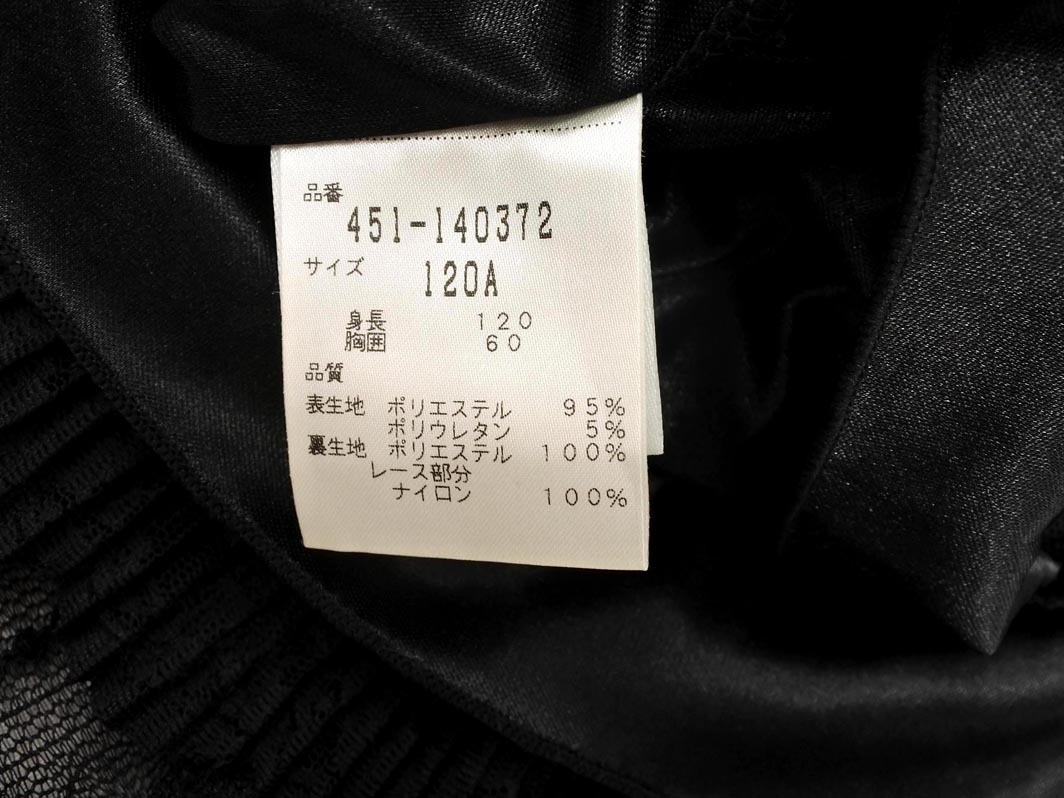 品番
451-140372
サイズ 120A
身長 120
胸囲 60
品質
表生地 ポリエステル 95%
ポリウレタン 5%
裏生地 ポリエステル 100%
レース部分
ナイロン 100%